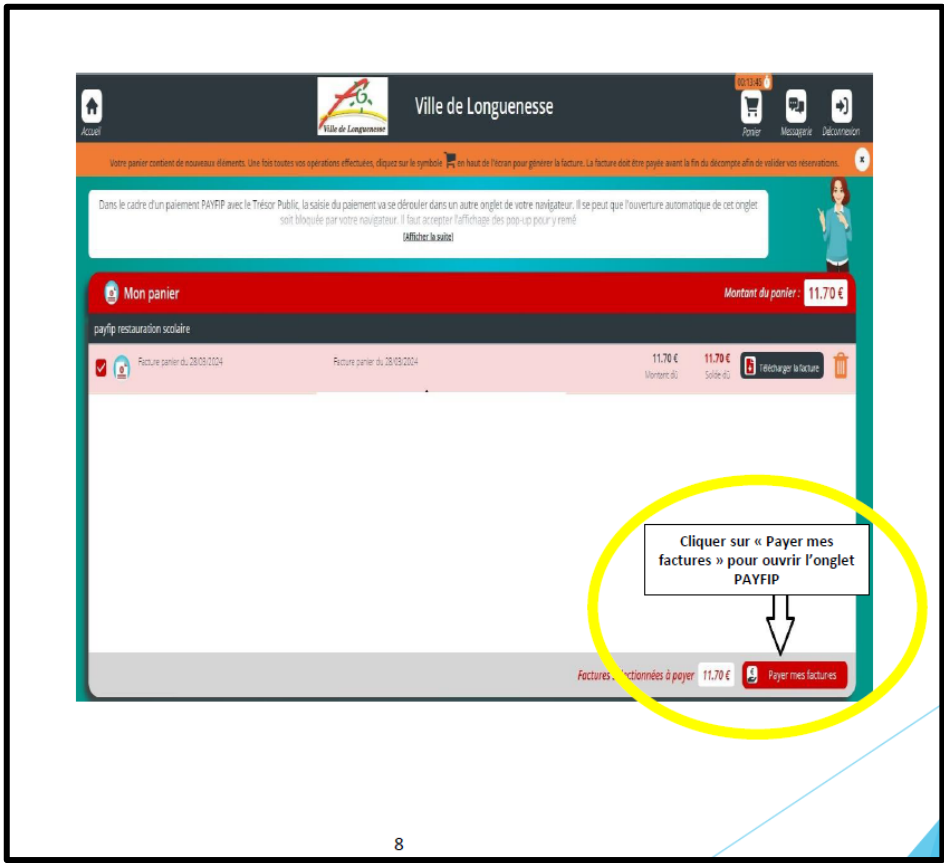 00:13:45
Ville de Longuenesse
Ville de Longuenesse
Accueil
Panier
Messagerie
Déconnexion
Votre panier contient de nouveaux éléments. Une fois toutes vos opérations effectuées, cliquez sur le symbole en haut de l'écran pour générer la facture. La facture doit être payée avant la fin du décompte afin de valider vos réservations.
x
Dans le cadre d'un paiement PAYFIP avec le Trésor Public, la saisie du paiement va se dérouler dans un autre onglet de votre navigateur. Il se peut que l'ouverture automatique de cet onglet
soit bloquée par votre navigateur. Il faut accepter l'affichage des pop-up pour y remé
[Afficher la suite]
Mon panier
Montant du panier : 11.70 €
payfip restauration scolaire
Facture panier du 28/03/2024
Facture panier du 28/03/2024
11.70 €
Montant dû
11.70 €
Solde dû
Télécharger la facture
Cliquer sur « Payer mes
factures » pour ouvrir l'onglet
PAYFIP
Factures à payer 11.70 €
Payer mes factures
8